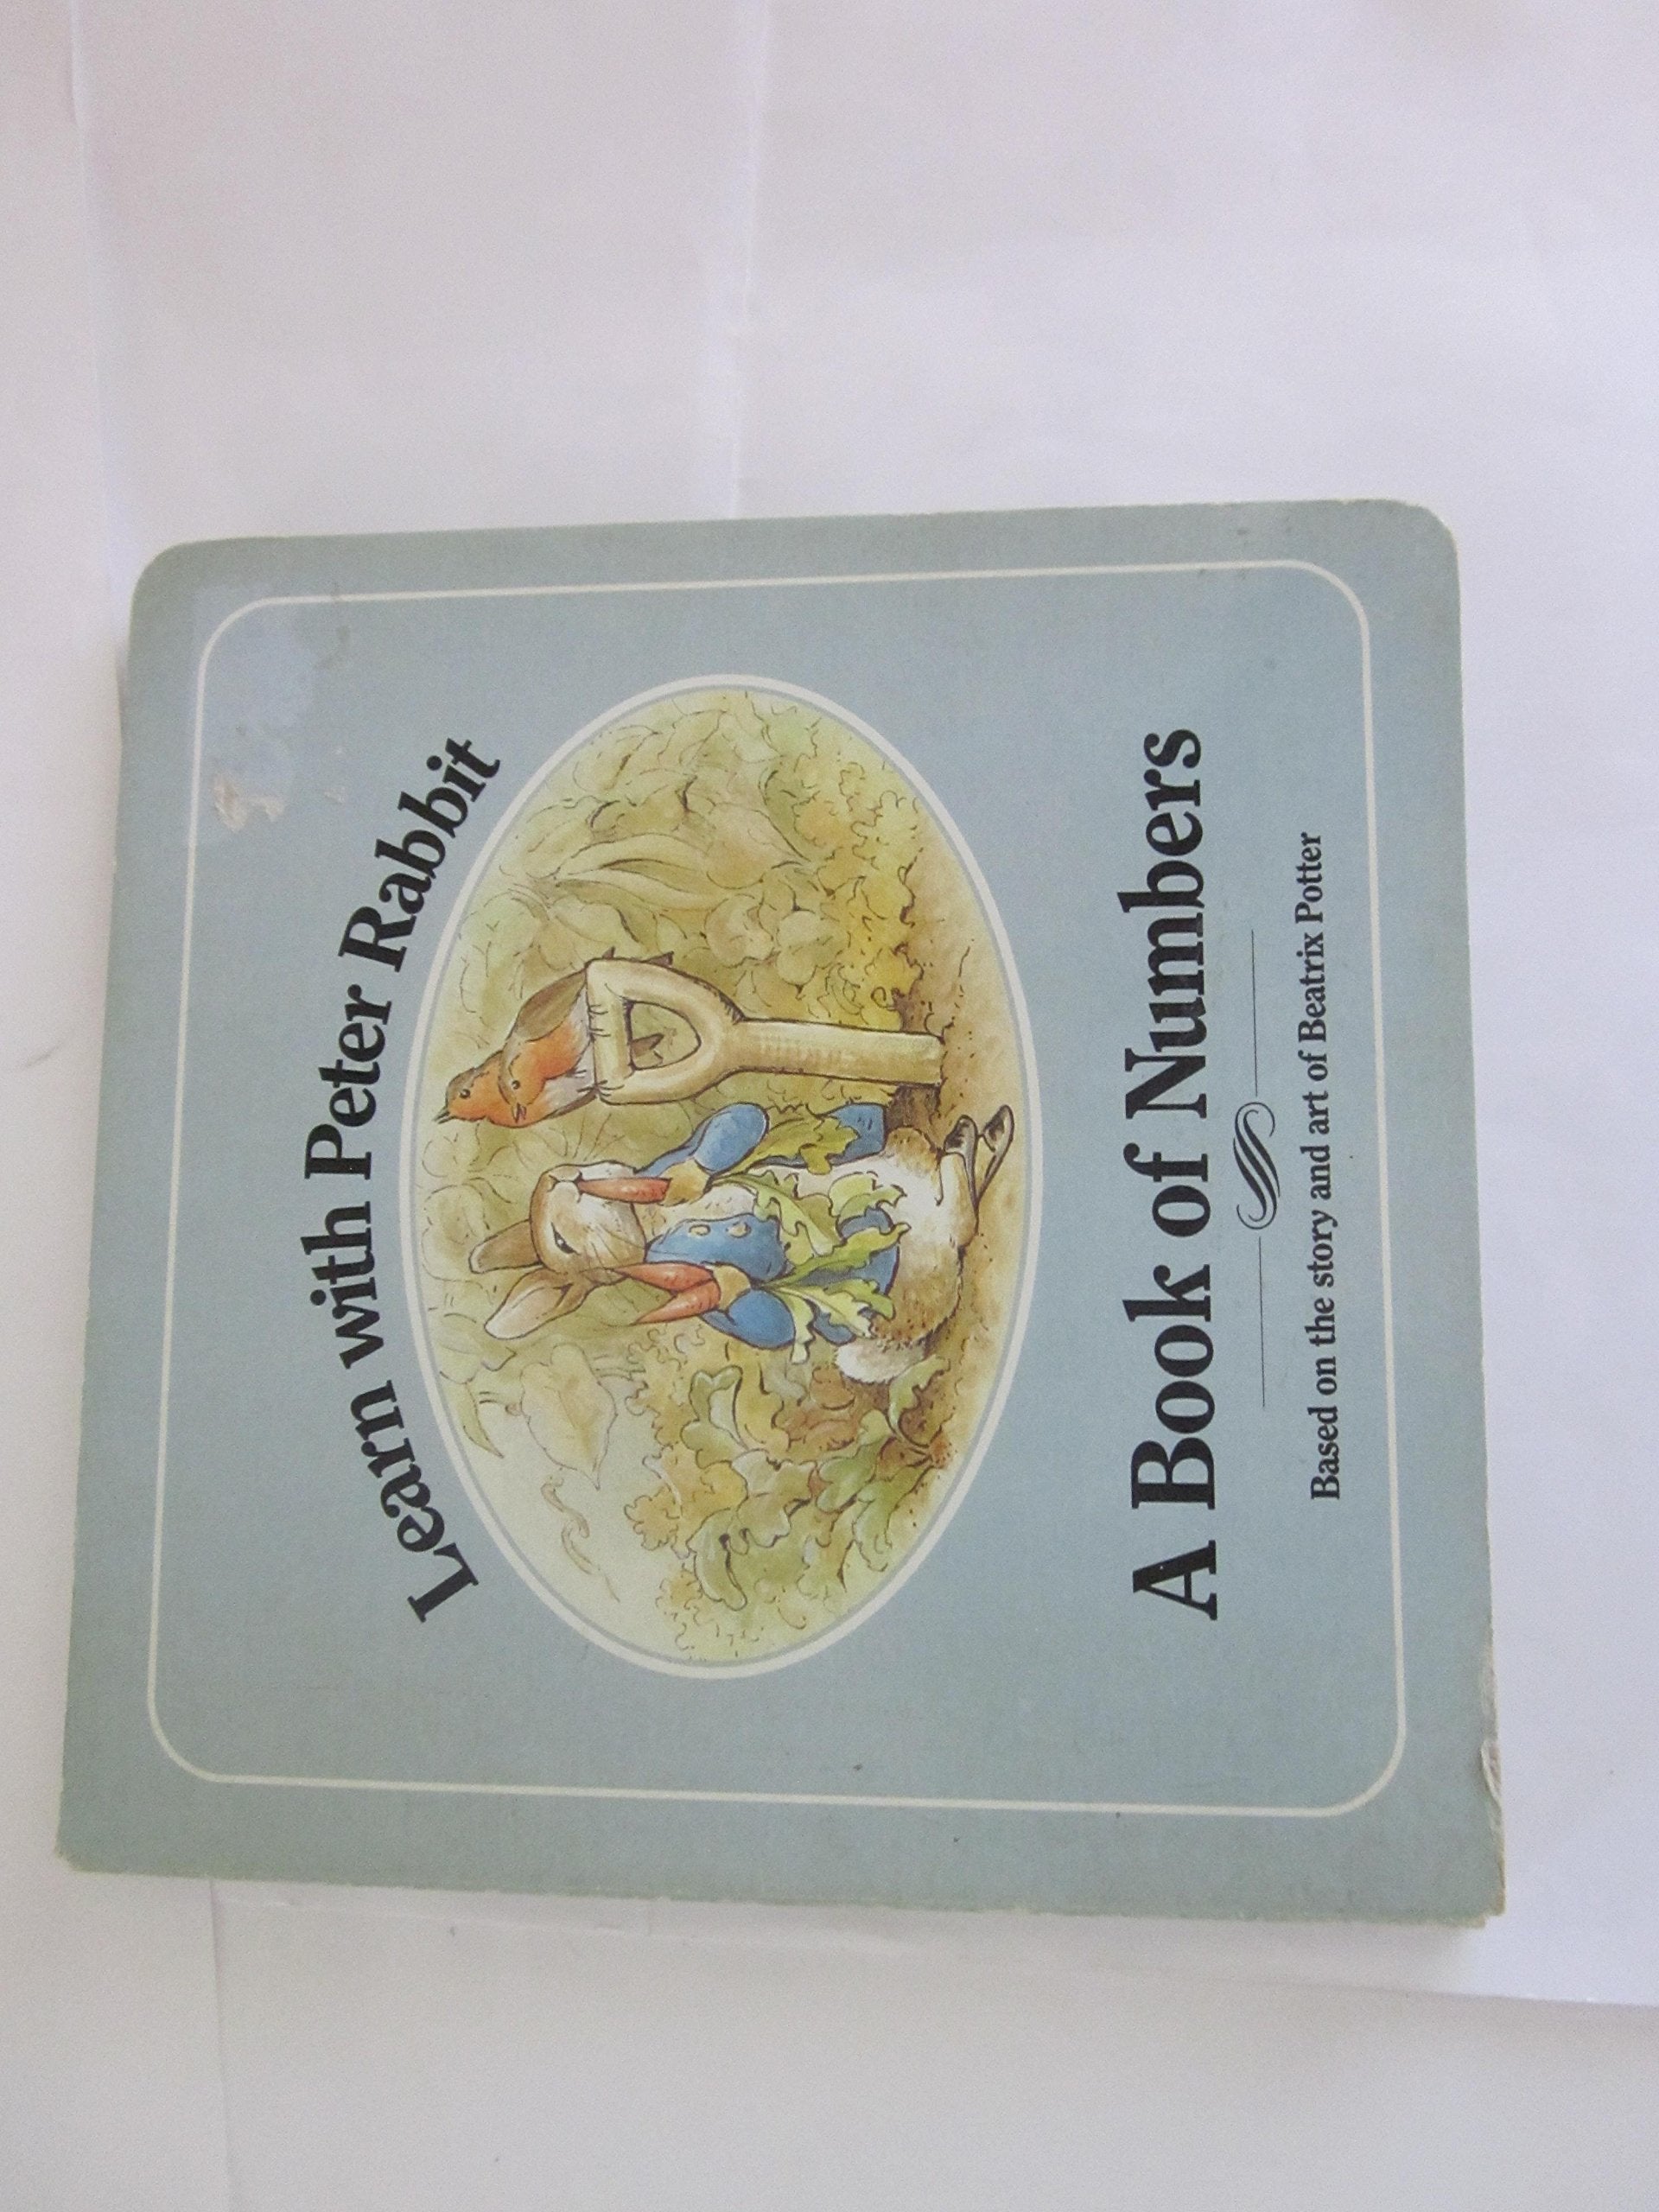 Learn with Peter Rabbit
A Book of Numbers
Based on the story and art of Beatrix Potter